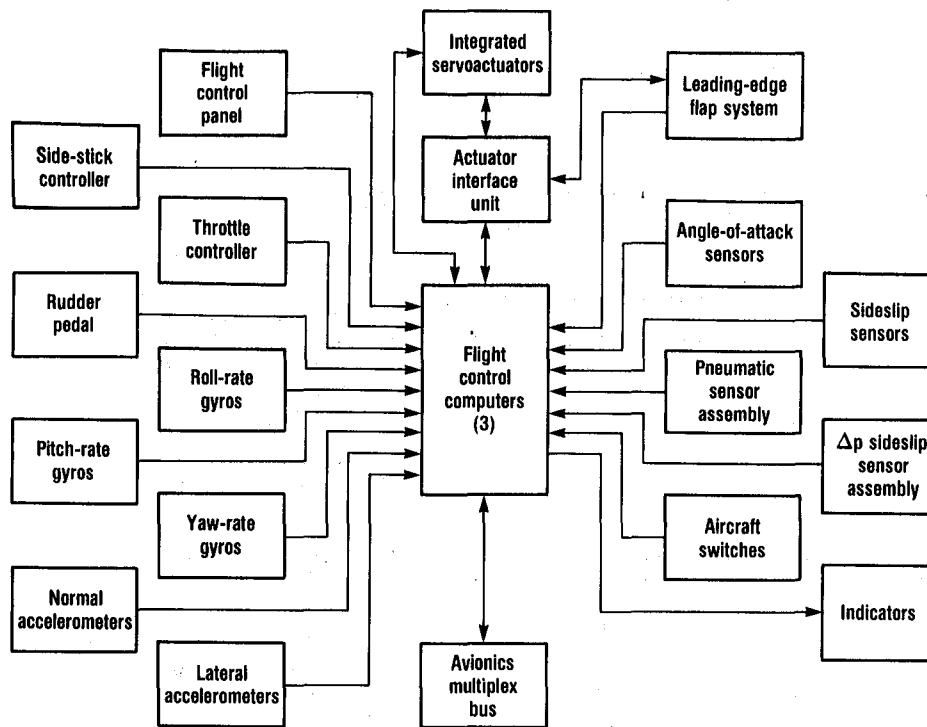 Integrated
servoactuators
Flight
control
panel
Leading-edge
flap system
Side-stick
controller
Actuator
interface
unit
Throttle
controller
Angle-of-attack
sensors
Rudder
pedal
Sideslip
sensors
Flight
control
computers
(3)
Roll-rate
gyros
Pneumatic
sensor
assembly
Pitch-rate
gyros
Δp sideslip
sensor
assembly
Yaw-rate
gyros
Aircraft
switches
Normal
accelerometers
Indicators
Lateral
accelerometers
Avionics
multiplex
bus